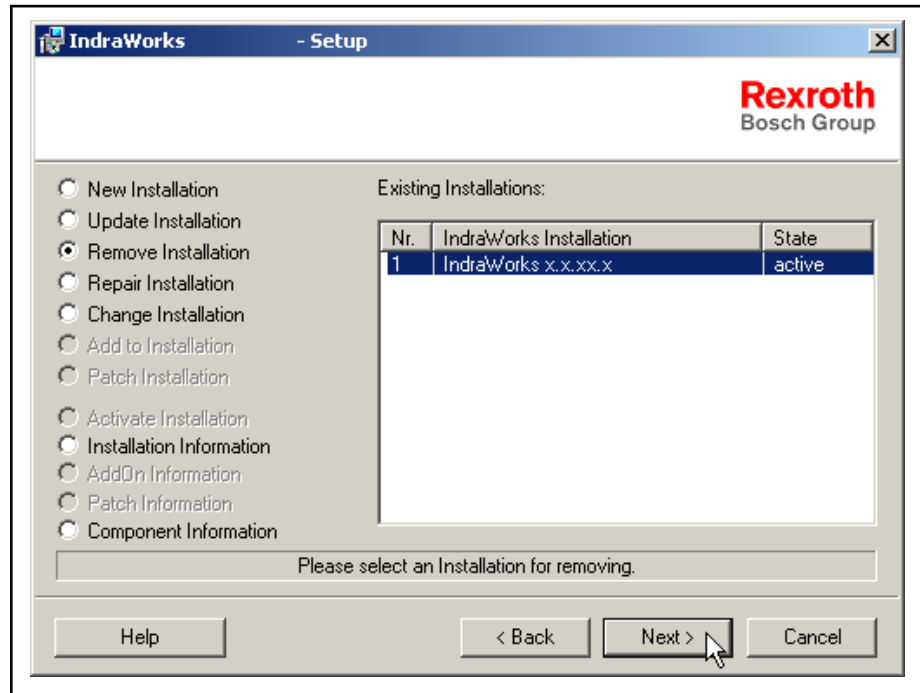 IndraWorks - Setup
Rexroth
Bosch Group
New Installation
Update Installation
Remove Installation
Repair Installation
Change Installation
Add to Installation
Patch Installation
Activate Installation
Installation Information
AddOn Information
Patch Information
Component Information
Existing Installations:
Nr. IndraWorks Installation State
1 IndraWorks x.x.xx.x active
Please select an Installation for removing.
Help < Back Next > Cancel